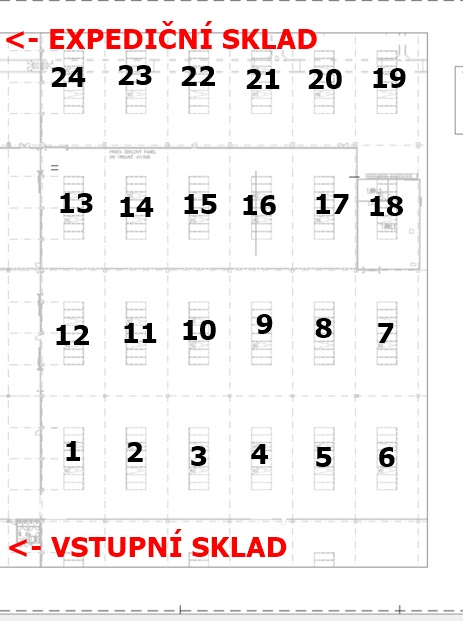 <- EXPEDIČNÍ SKLAD
24 23 22 21 20 19
13 14 15 16 17 18
12 11 10 9 8 7
1 2 3 4 5 6
<- VSTUPNÍ SKLAD